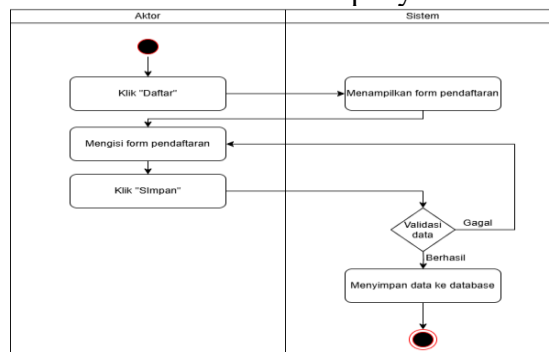 Aktor
Sistem
Klik "Daftar"
Menampilkan form pendaftaran
Mengisi form pendaftaran
Klik "SImpan"
Validasi
data
Gagal
Berhasil
Menyimpan data ke database